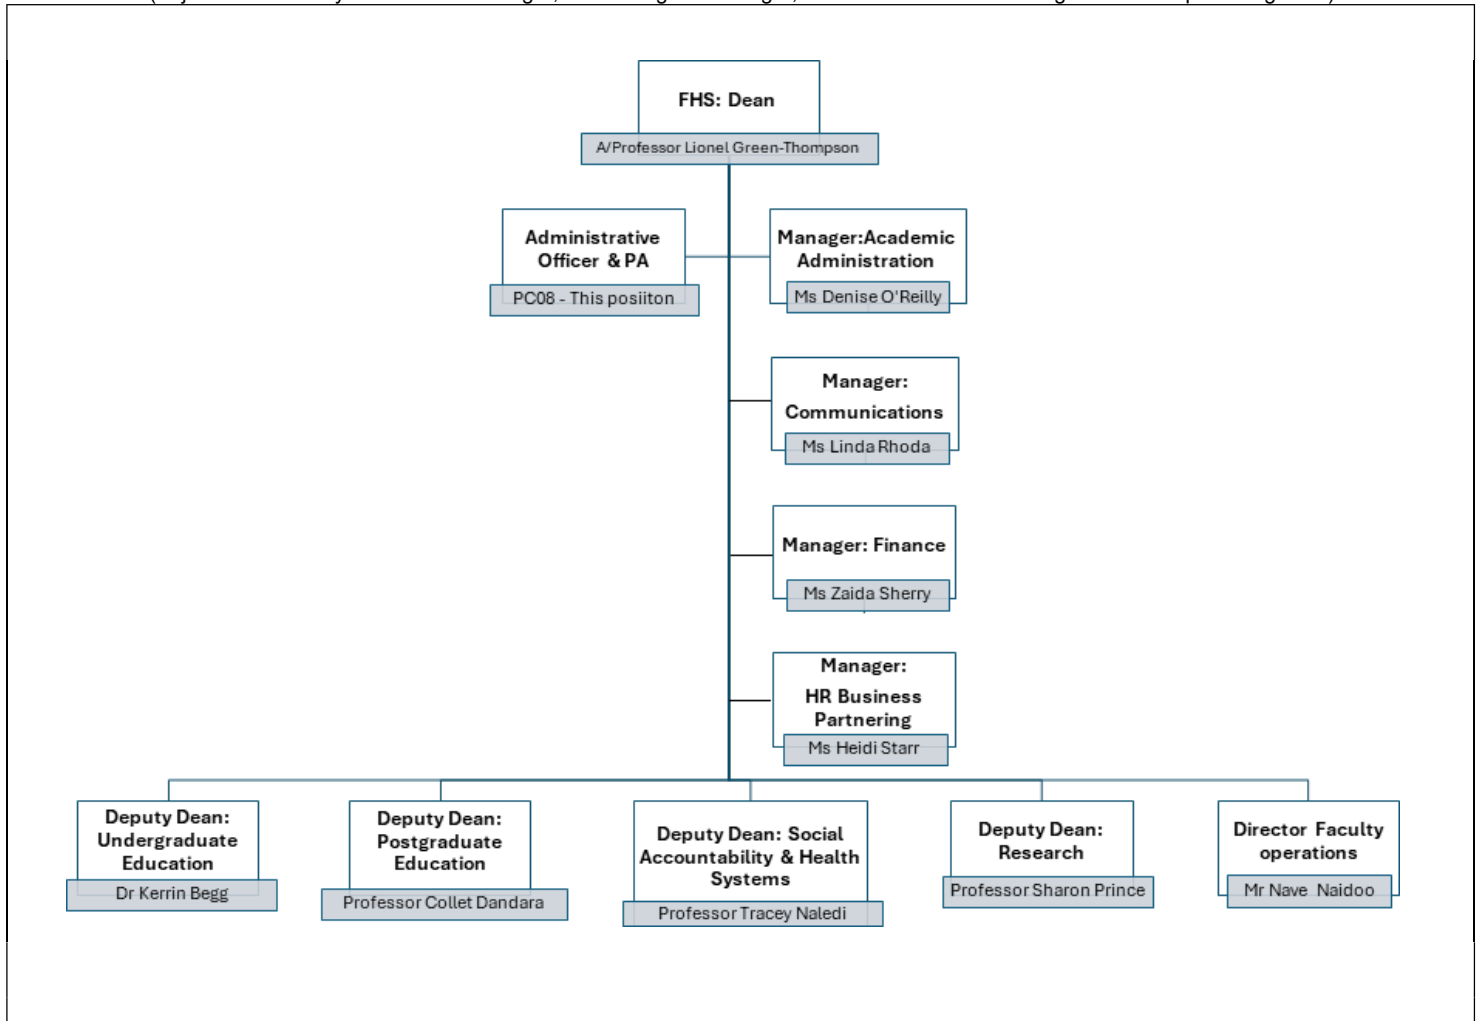 FHS: Dean
A/Professor Lionel Green-Thompson
Administrative
Officer & PA
PC08 - This posiiton
Manager:Academic
Administration
Ms Denise O'Reilly
Manager:
Communications
Ms Linda Rhoda
Manager: Finance
Ms Zaida Sherry
Manager:
HR Business
Partnering
Ms Heidi Starr
Deputy Dean:
Undergraduate
Education
Dr Kerrin Begg
Deputy Dean:
Postgraduate
Education
Professor Collet Dandara
Deputy Dean: Social
Accountability & Health
Systems
Professor Tracey Naledi
Deputy Dean:
Research
Professor Sharon Prince
Director Faculty
operations
Mr Nave Naidoo